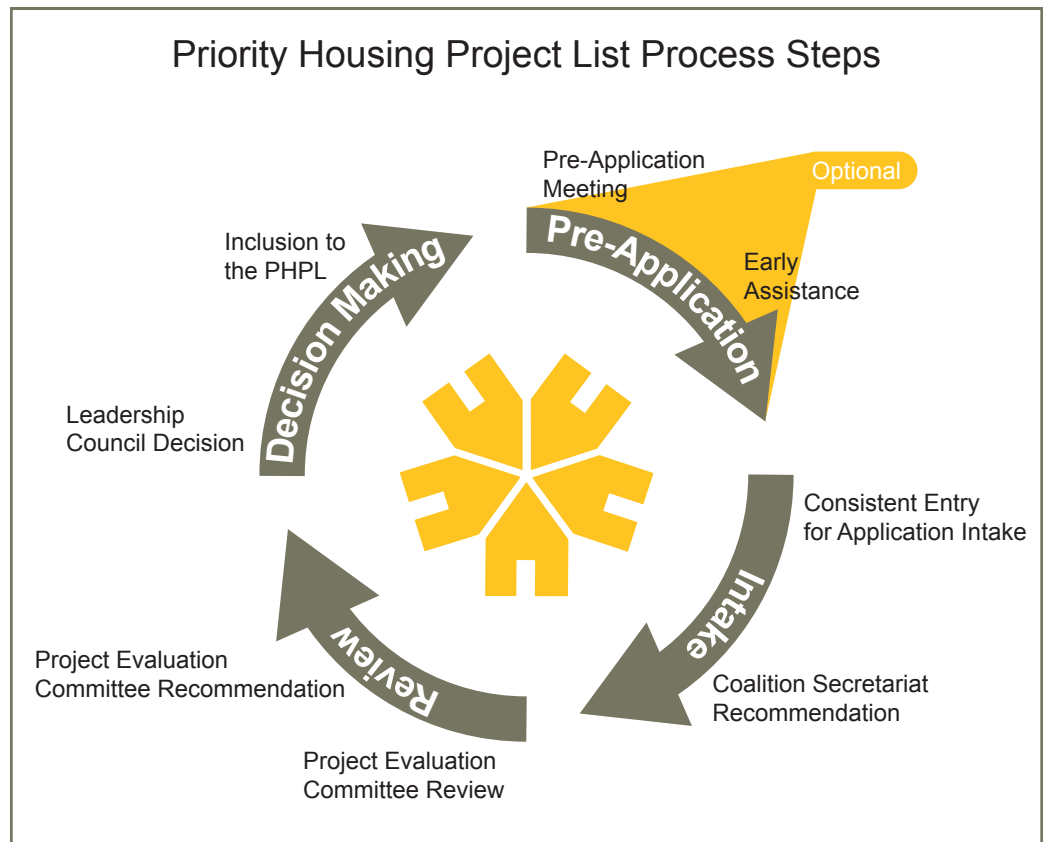 Priority Housing Project List Process Steps
Pre-Application
Meeting
Optional
Pre-Application
Early
Assistance
Consistent Entry
for Application Intake
Intake
Coalition Secretariat
Recommendation
Project Evaluation
Committee Review
Review
Project Evaluation
Committee Recommendation
Leadership
Council Decision
Decision Making
Inclusion to
the PHPL